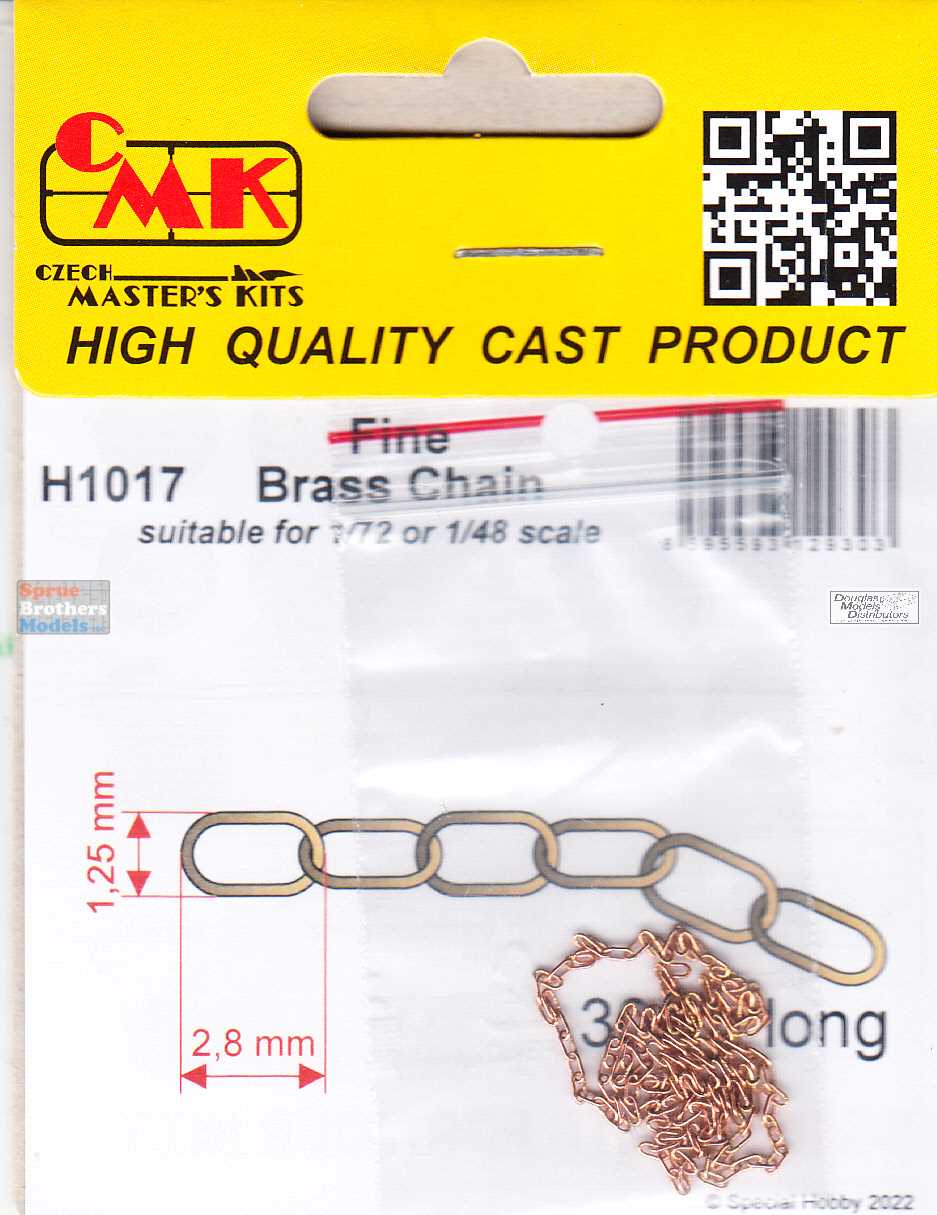 CMK
CZECH
MASTER'S KITS
HIGH QUALITY CAST PRODUCT
Fine
H1017 Brass Chain
suitable for 1/72 or 1/48 scale
Sprue
Brothers
Models
Douglas
Models
Distributors
1,25 mm
2,8 mm
long
© Special Hobby 2022